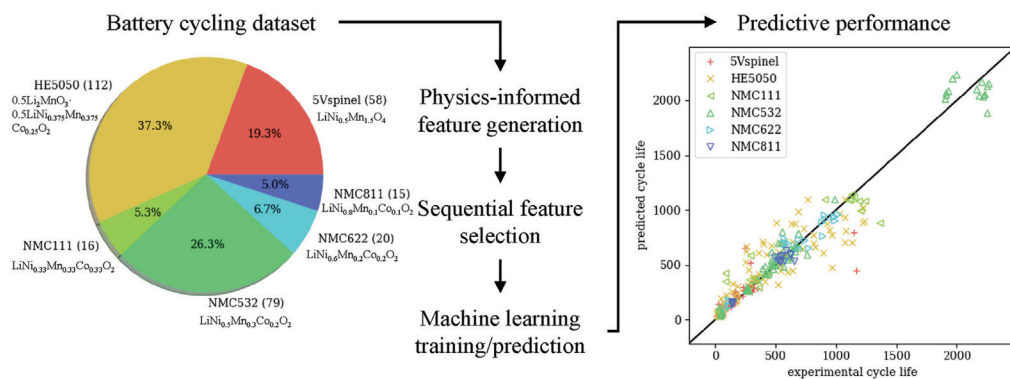 Battery cycling dataset
HE5050 (112)
0.5Li₂MnO₃·
0.5LiNi₀.₃₇₅Mn₀.₃₇₅
Co₀.₂₅O₂
37.3%
5Vspinel (58)
LiNi₀.₅Mn₁.₅O₄
19.3%
5.0%
NMC811 (15)
LiNi₀.₈Mn₀.₁Co₀.₁O₂
6.7%
NMC622 (20)
LiNi₀.₆Mn₀.₂Co₀.₂O₂
5.3%
NMC111 (16)
LiNi₀.₃₃Mn₀.₃₃Co₀.₃₃O₂
26.3%
NMC532 (79)
LiNi₀.₅Mn₀.₃Co₀.₂O₂
Physics-informed
feature generation
Sequential feature
selection
Machine learning
training/prediction
Predictive performance
5Vspinel
HE5050
NMC111
NMC532
NMC622
NMC811
predicted cycle life
2000
1500
1000
500
0
0 500 1000 1500 2000
experimental cycle life